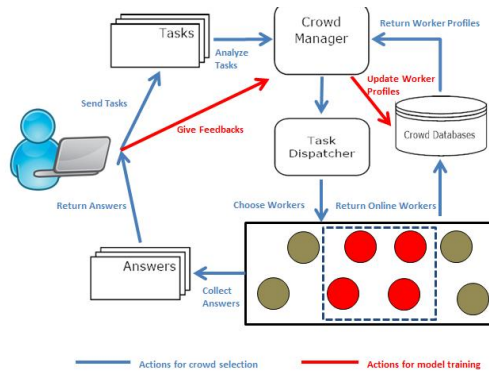 Tasks
Crowd
Manager
Return Worker Profiles
Analyze
Tasks
Update Worker
Profiles
Send Tasks
Give Feedbacks
Task
Dispatcher
Crowd Databases
Return Answers
Choose Workers
Return Online Workers
Answers
Collect
Answers
Actions for crowd selection
Actions for model training